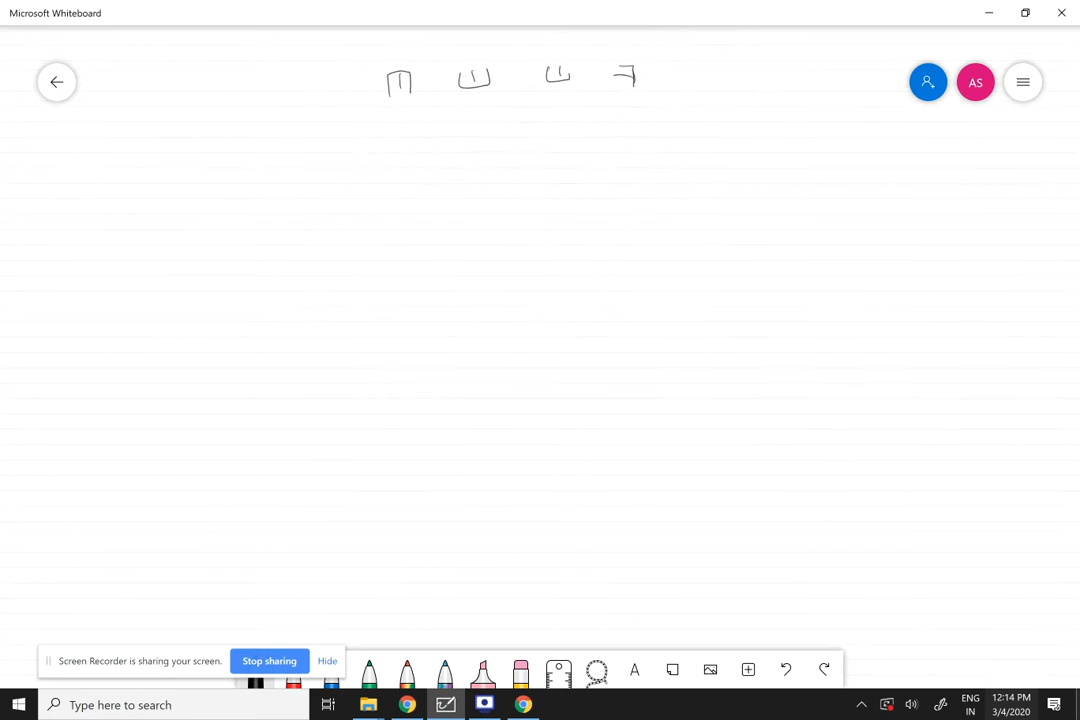 Microsoft Whiteboard
AS
Screen Recorder is sharing your screen.
Stop sharing
Hide
A
Type here to search
ENG
IN
12:14 PM
3/4/2020